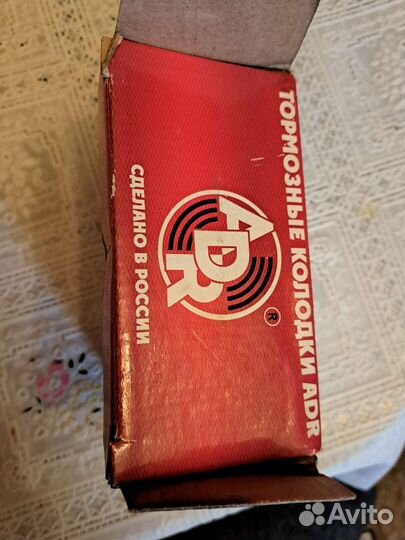 ТОРМОЗНЫЕ КОЛОДКИ ADR
ADR
®
СДЕЛАНО В РОССИИ
Avito